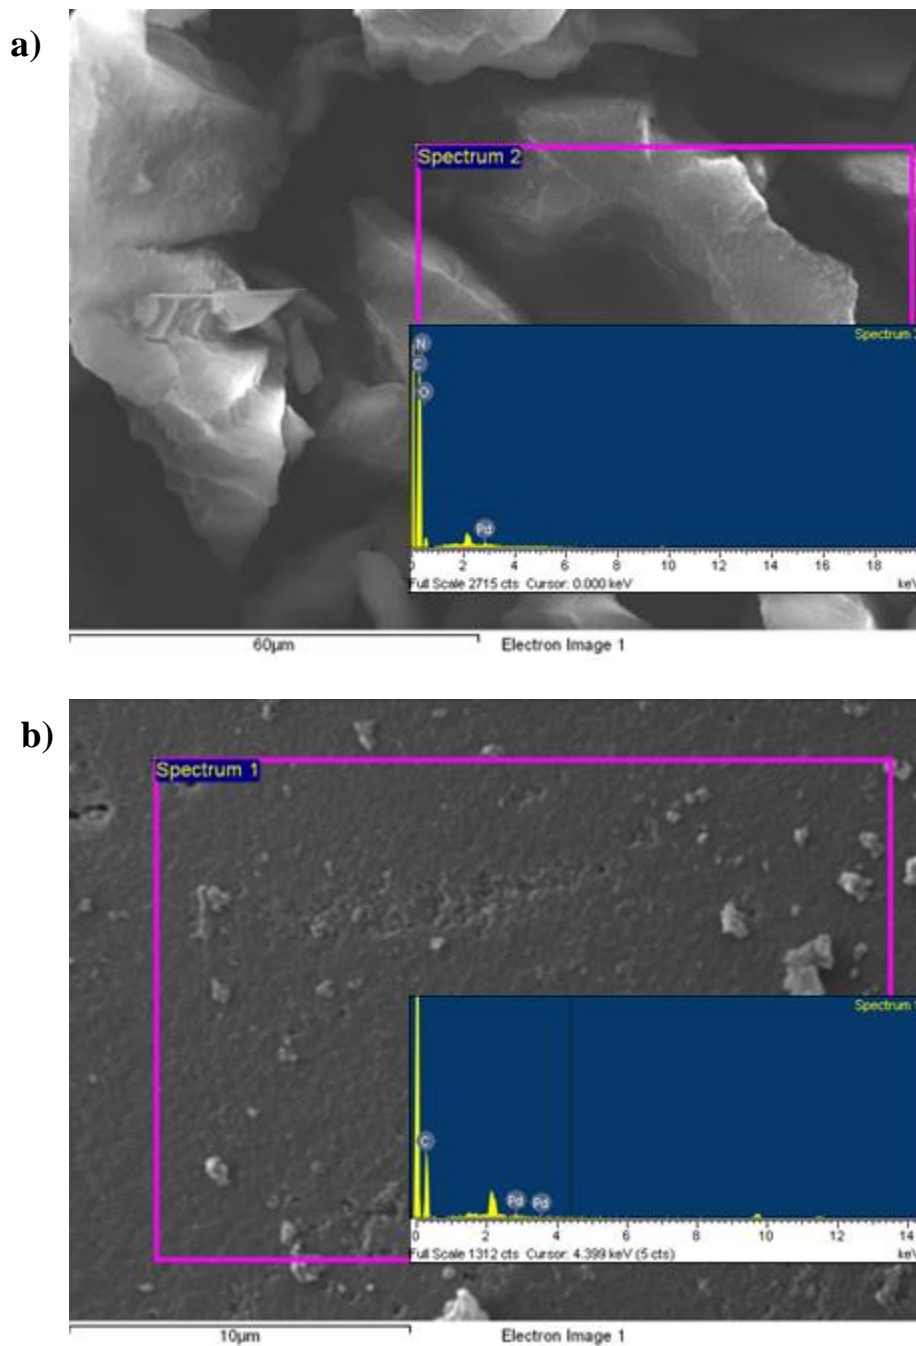 a)
Spectrum 2
Spectrum
N
C
O
Pd
0 2 4 6 8 10 12 14 16 18
Full Scale 2715 cts Cursor: 0.000 keV
keV
60µm
Electron Image 1
b)
Spectrum 1
Spectrum
C
Pd Pd
0 2 4 6 8 10 12 14
Full Scale 1312 cts Cursor: 4.399 keV (5 cts)
keV
10µm
Electron Image 1